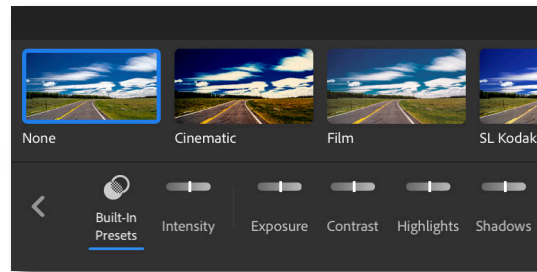 None
Cinematic
Film
SL Kodak
Built-In
Presets
Intensity
Exposure
Contrast
Highlights
Shadows